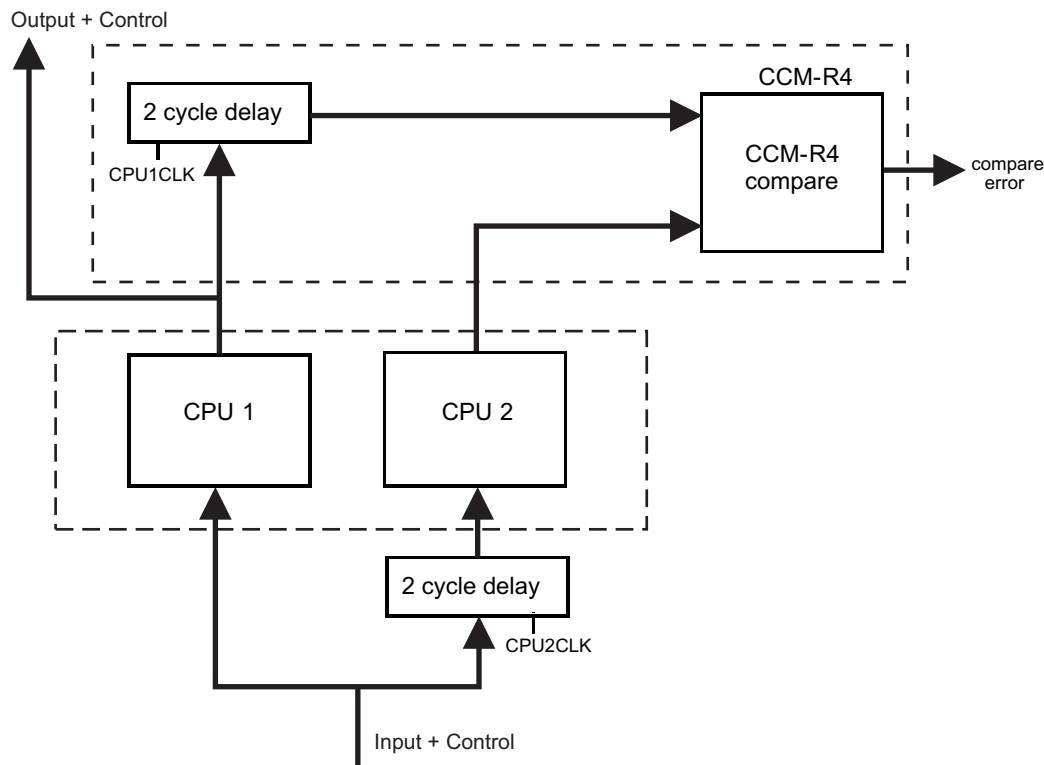 Output + Control
CCM-R4
2 cycle delay
CPU1CLK
CCM-R4
compare
compare
error
CPU 1
CPU 2
2 cycle delay
CPU2CLK
Input + Control